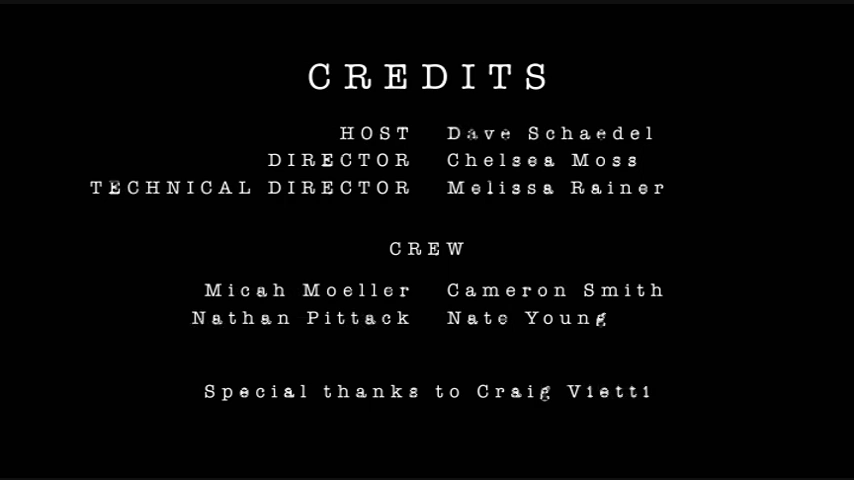 CREDITS
HOST Dave Schaedel
DIRECTOR Chelsea Moss
TECHNICAL DIRECTOR Melissa Rainer
CREW
Micah Moeller Cameron Smith
Nathan Pittack Nate Young
Special thanks to Craig Vietti